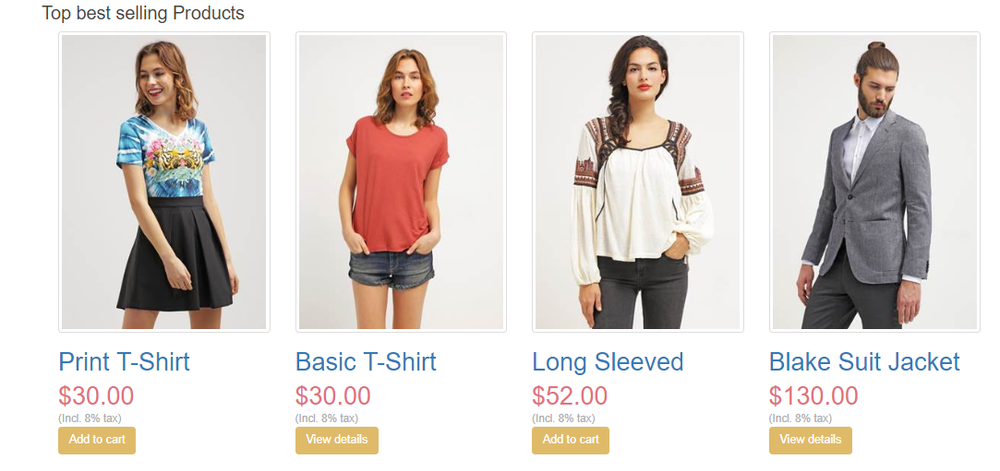 Top best selling Products
Print T-Shirt
$30.00
(Incl. 8% tax)
Add to cart
Basic T-Shirt
$30.00
(Incl. 8% tax)
View details
Long Sleeved
$52.00
(Incl. 8% tax)
Add to cart
Blake Suit Jacket
$130.00
(Incl. 8% tax)
View details